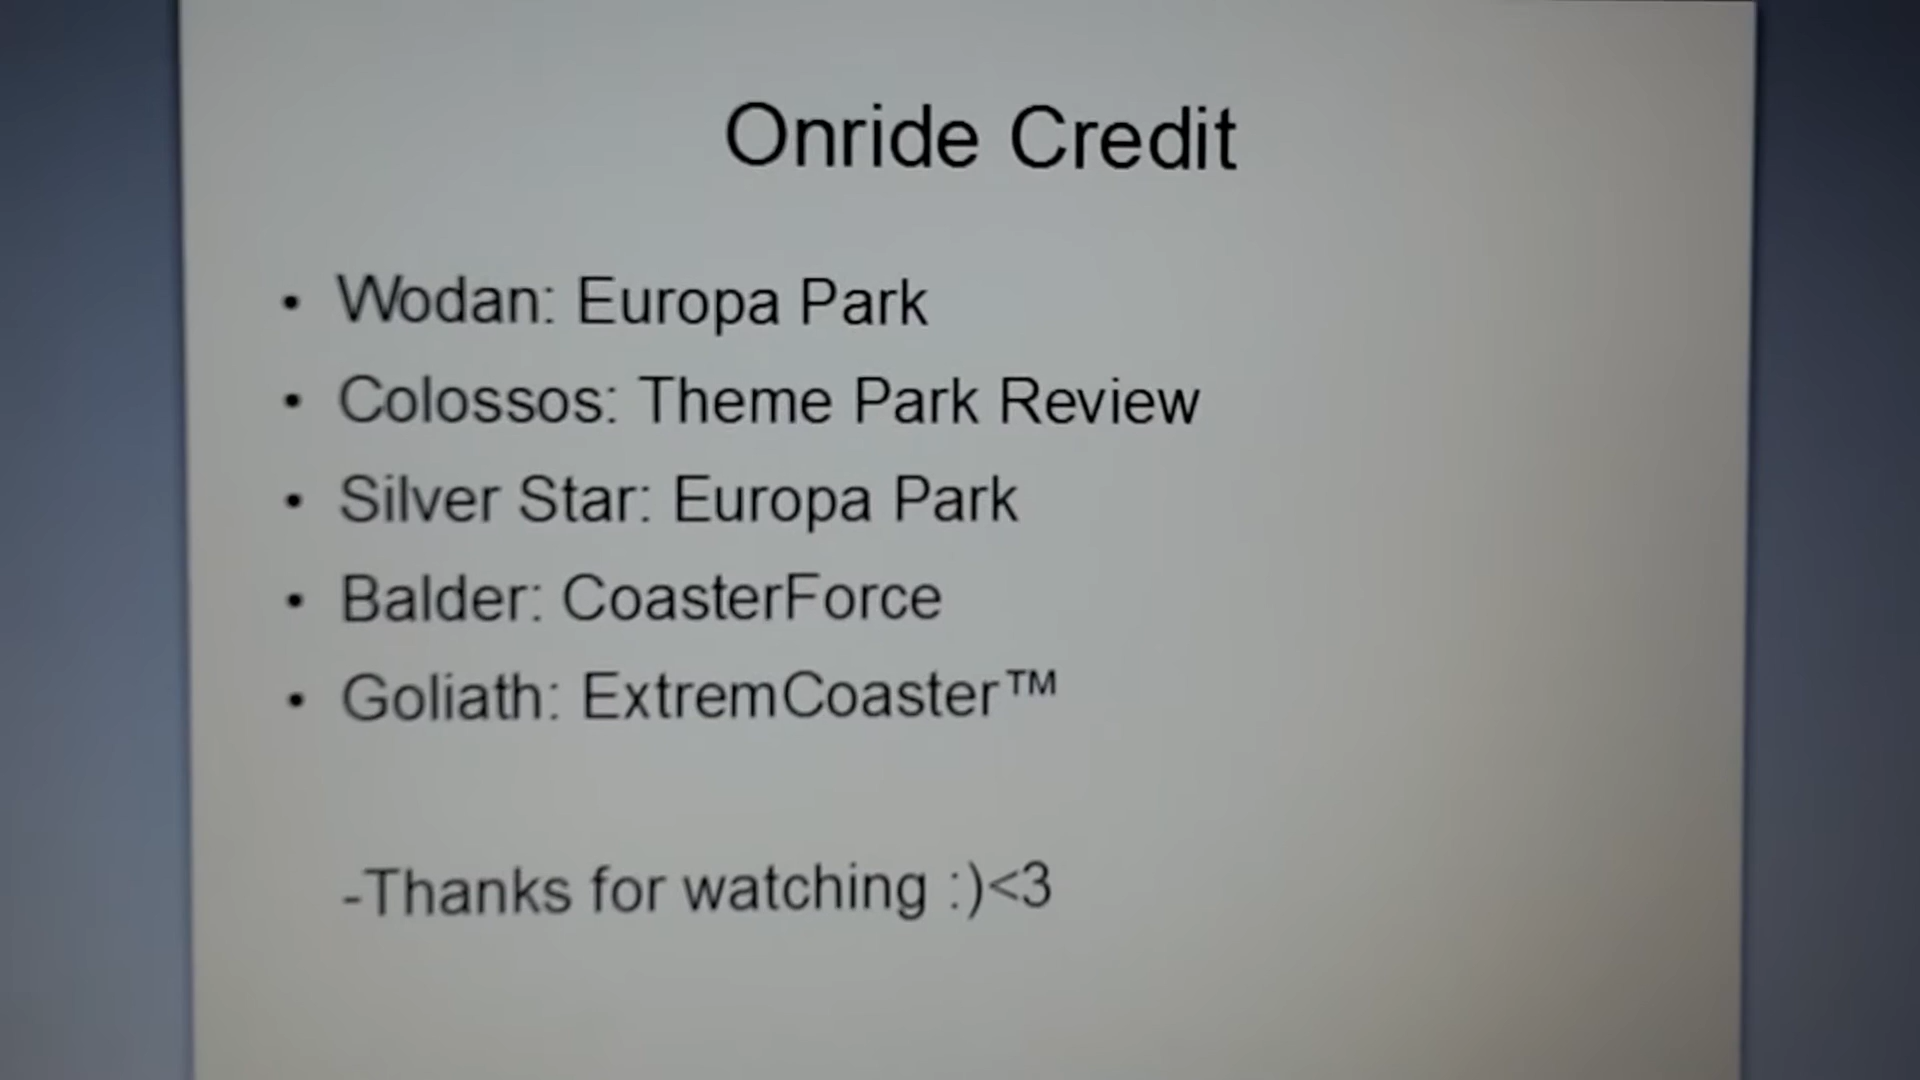 Onride Credit
• Wodan: Europa Park
• Colossos: Theme Park Review
• Silver Star: Europa Park
• Balder: CoasterForce
• Goliath: ExtremCoaster™
-Thanks for watching :)<3